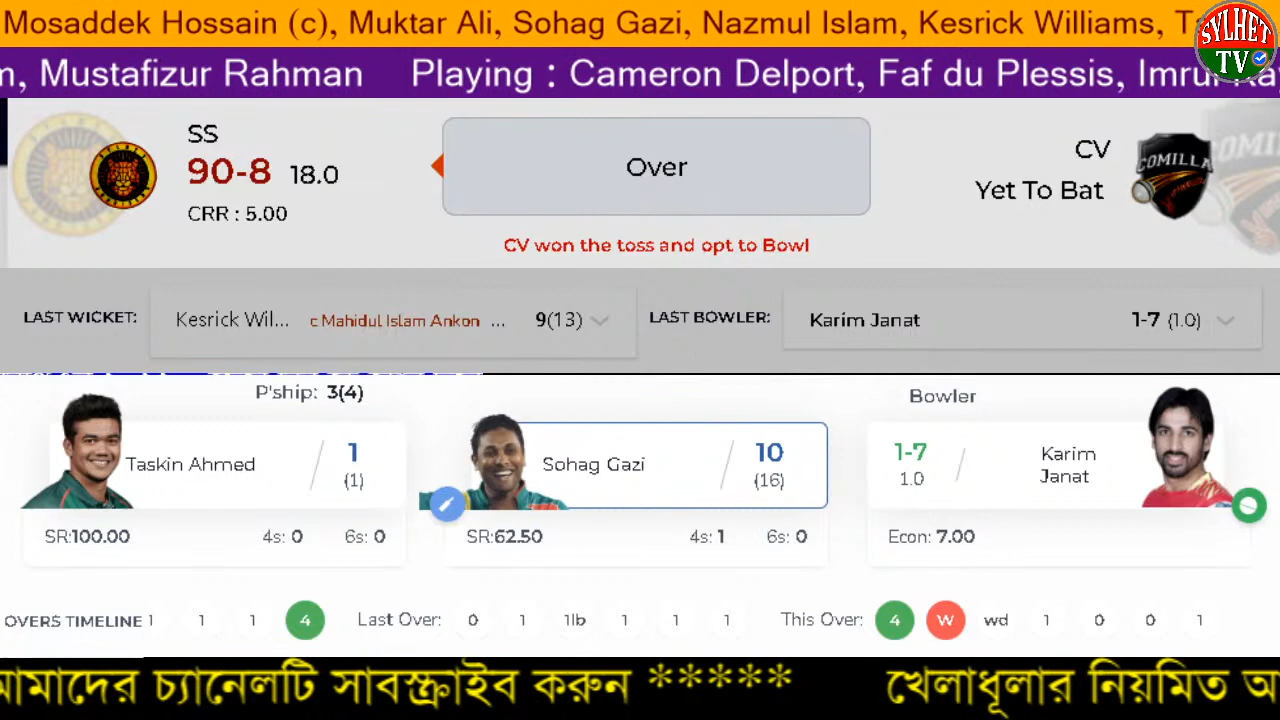 Mosaddek Hossain (c), Muktar Ali, Sohag Gazi, Nazmul Islam, Kesrick Williams, T
SYLHET
TV
m, Mustafizur Rahman Playing : Cameron Delport, Faf du Plessis, Imrul Kay
SS
90-8 18.0
CRR : 5.00
Over
CV won the toss and opt to Bowl
CV
Yet To Bat
COMILLA
LAST WICKET: Kesrick Wil... c Mahidul Islam Ankon ... 9(13)
LAST BOWLER: Karim Janat 1-7 (1.0)
P'ship: 3(4)
Bowler
Taskin Ahmed 1 (1)
SR:100.00 4s: 0 6s: 0
Sohag Gazi 10 (16)
SR:62.50 4s: 1 6s: 0
1-7 1.0 Karim Janat
Econ: 7.00
OVERS TIMELINE 1 1 1 4 Last Over: 0 1 1lb 1 1 1 This Over: 4 W wd 1 0 0 1
আমাদের চ্যানেলটি সাবস্ক্রাইব করুন ***** খেলাধূলার নিয়মিত আ